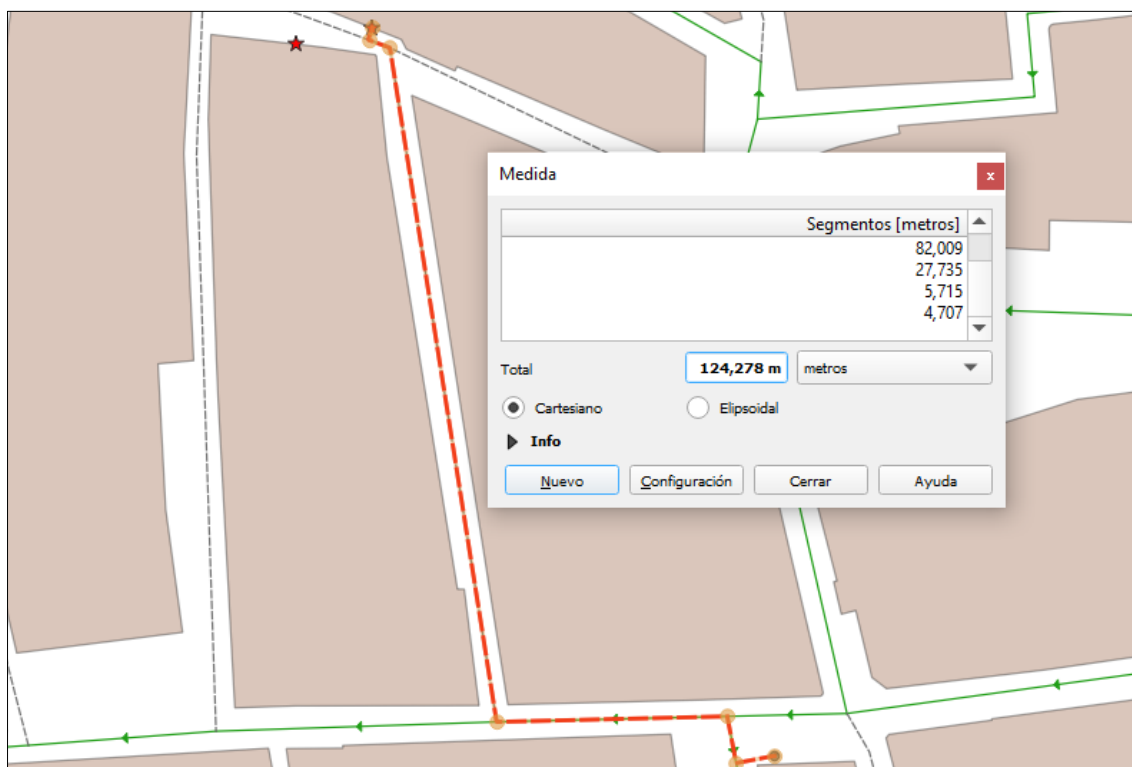 Medida
x
Segmentos [metros]
82,009
27,735
5,715
4,707
Total 124,278 m metros
Cartesiano Elipsoidal
Info
Nuevo Configuración Cerrar Ayuda